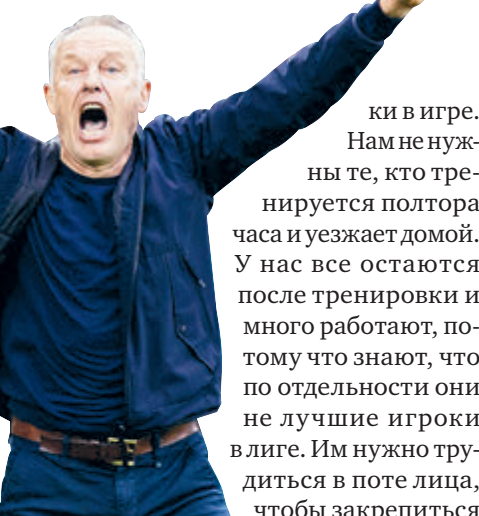 ки в игре.
Нам не нуж-
ны те, кто тре-
нируется полтора
часа и уезжает домой.
У нас все остаются
после тренировки и
много работают, по-
тому что знают, что
по отдельности они
не лучшие игроки
в лиге. Им нужно тру-
диться в поте лица,
чтобы закрепиться